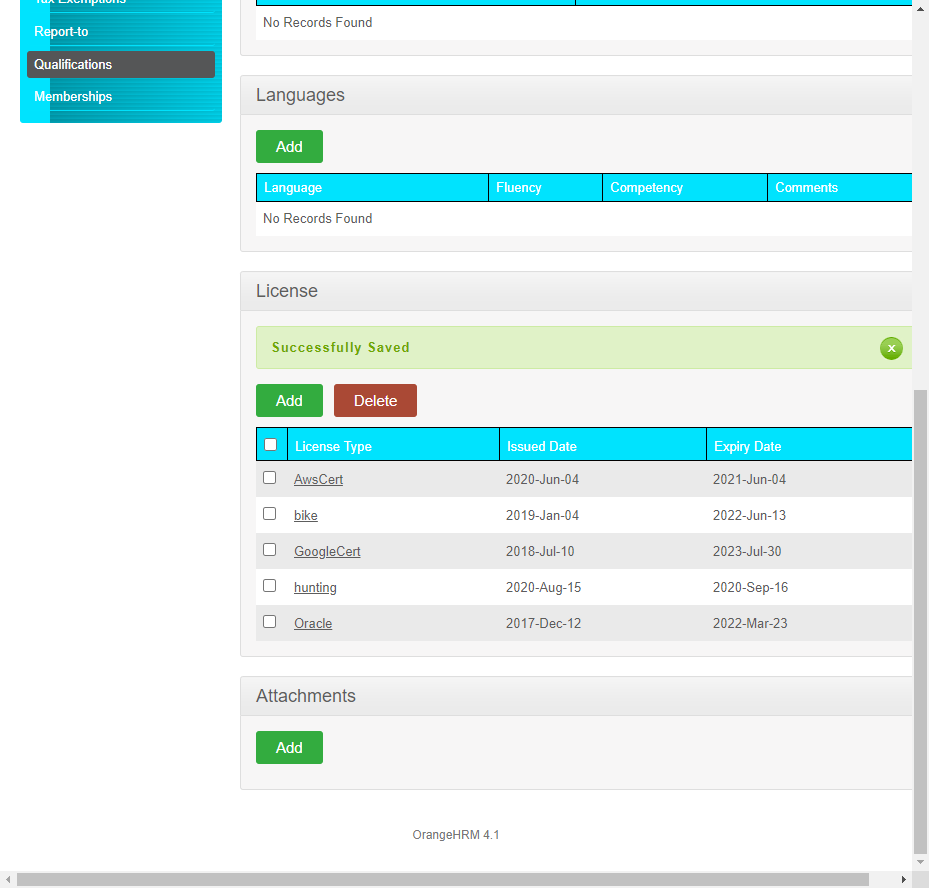 Tax Exemptions
Report-to
Qualifications
Memberships
No Records Found
Languages
Add
Language Fluency Competency Comments
No Records Found
License
Successfully Saved x
Add Delete
License Type Issued Date Expiry Date
AwsCert 2020-Jun-04 2021-Jun-04
bike 2019-Jan-04 2022-Jun-13
GoogleCert 2018-Jul-10 2023-Jul-30
hunting 2020-Aug-15 2020-Sep-16
Oracle 2017-Dec-12 2022-Mar-23
Attachments
Add
OrangeHRM 4.1